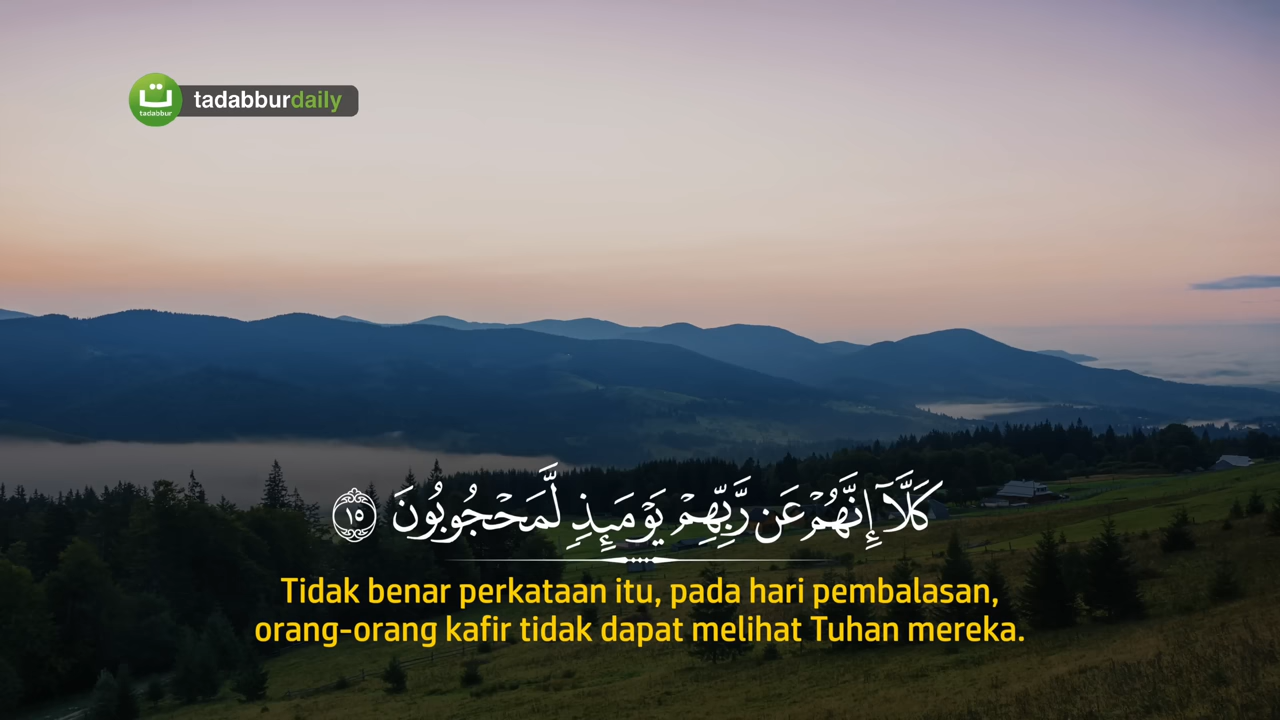 ت
tadabbur
tadabburdaily
كَلَّآ إِنَّهُمْ عَن رَّبِّهِمْ يَوْمَئِذٍ لَّمَحْجُوبُونَ ١٥
Tidak benar perkataan itu, pada hari pembalasan,
orang-orang kafir tidak dapat melihat Tuhan mereka.